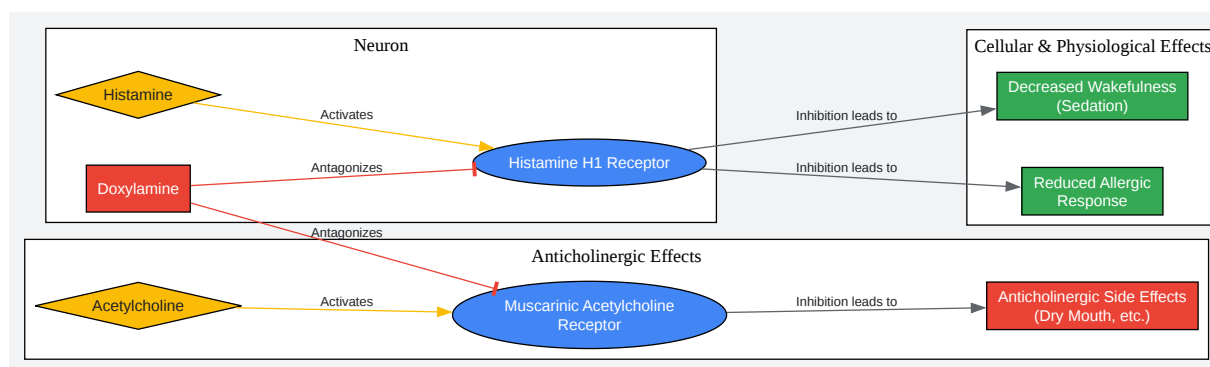 Neuron
Cellular & Physiological Effects
Histamine
Activates
Decreased Wakefulness
(Sedation)
Inhibition leads to
Histamine H1 Receptor
Doxylamine
Antagonizes
Inhibition leads to
Reduced Allergic
Response
Antagonizes
Anticholinergic Effects
Acetylcholine
Activates
Muscarinic Acetylcholine
Receptor
Inhibition leads to
Anticholinergic Side Effects
(Dry Mouth, etc.)